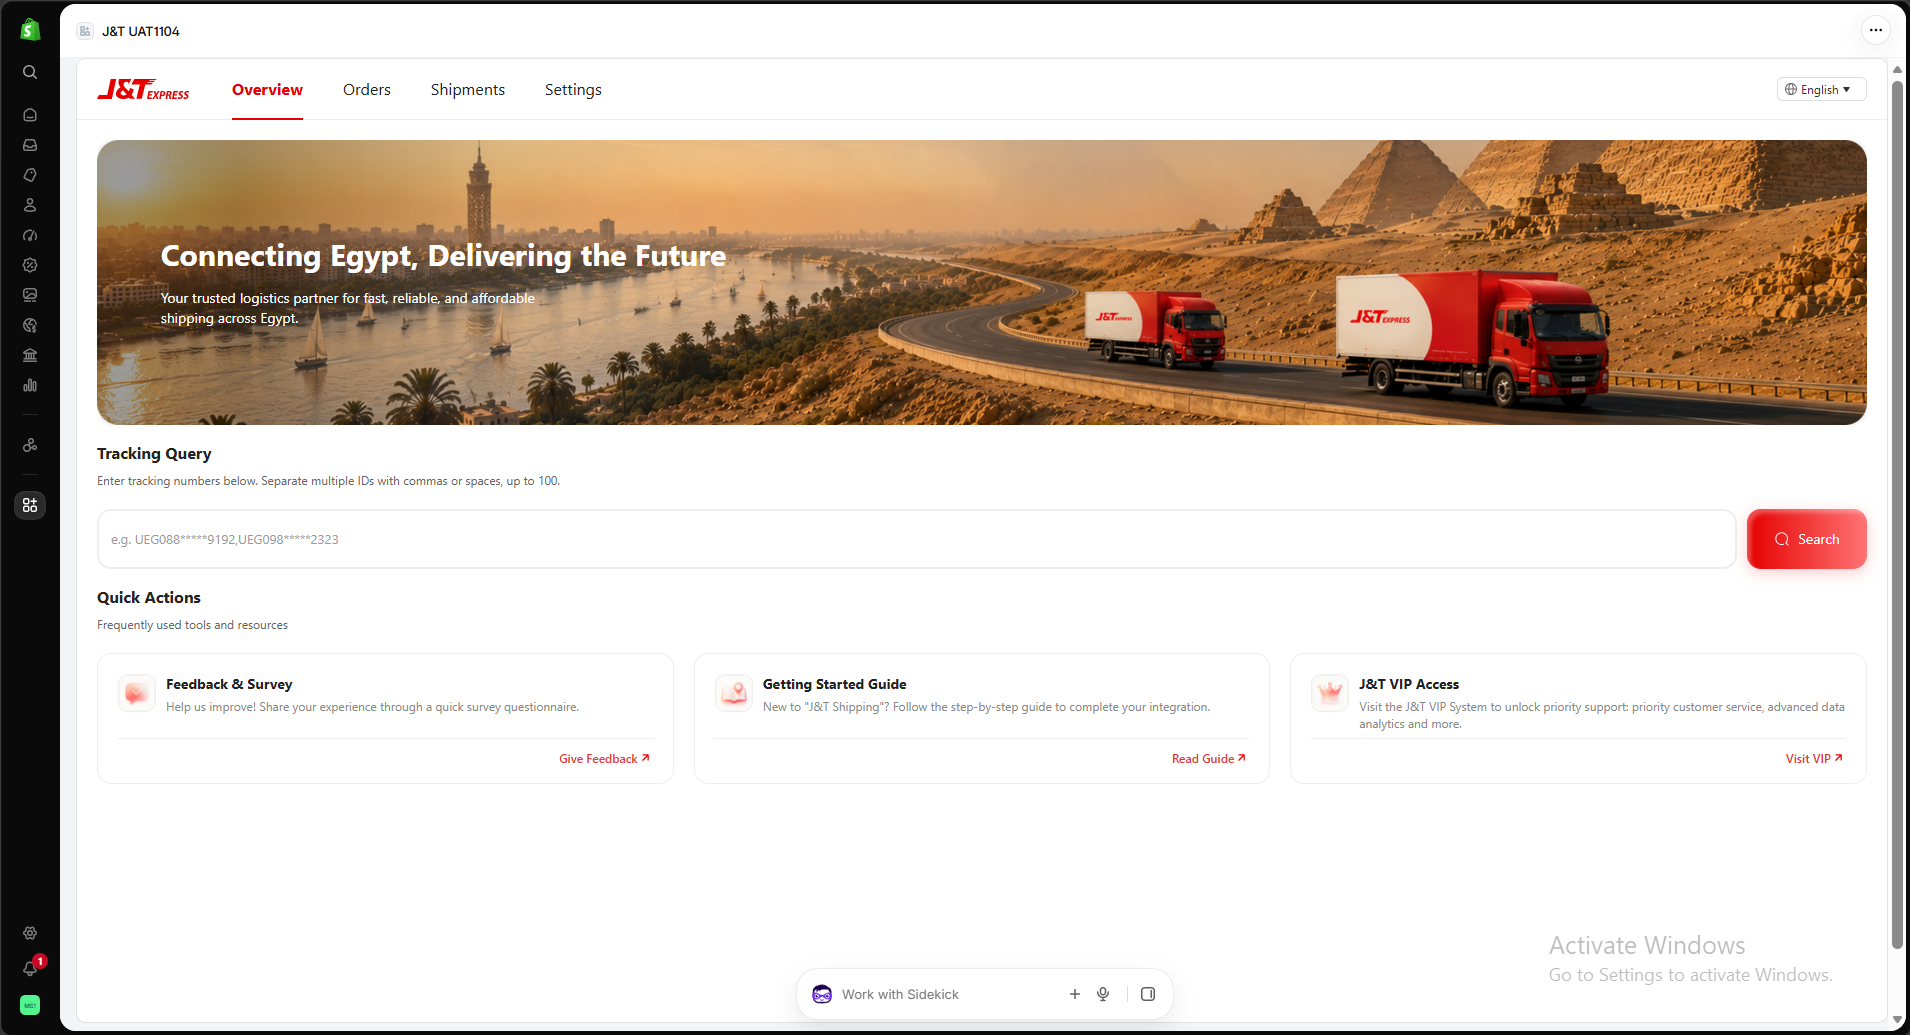 J&T UAT1104
J&T EXPRESS
Overview
Orders
Shipments
Settings
English
Connecting Egypt, Delivering the Future
Your trusted logistics partner for fast, reliable, and affordable
shipping across Egypt.
J&T EXPRESS
J&T EXPRESS
Tracking Query
Enter tracking numbers below. Separate multiple IDs with commas or spaces, up to 100.
e.g. UEG088*****9192,UEG098*****2323
Search
Quick Actions
Frequently used tools and resources
Feedback & Survey
Help us improve! Share your experience through a quick survey questionnaire.
Give Feedback
Getting Started Guide
New to "J&T Shipping"? Follow the step-by-step guide to complete your integration.
Read Guide
J&T VIP Access
Visit the J&T VIP System to unlock priority support: priority customer service, advanced data
analytics and more.
Visit VIP
1
MST
Activate Windows
Go to Settings to activate Windows.
Work with Sidekick